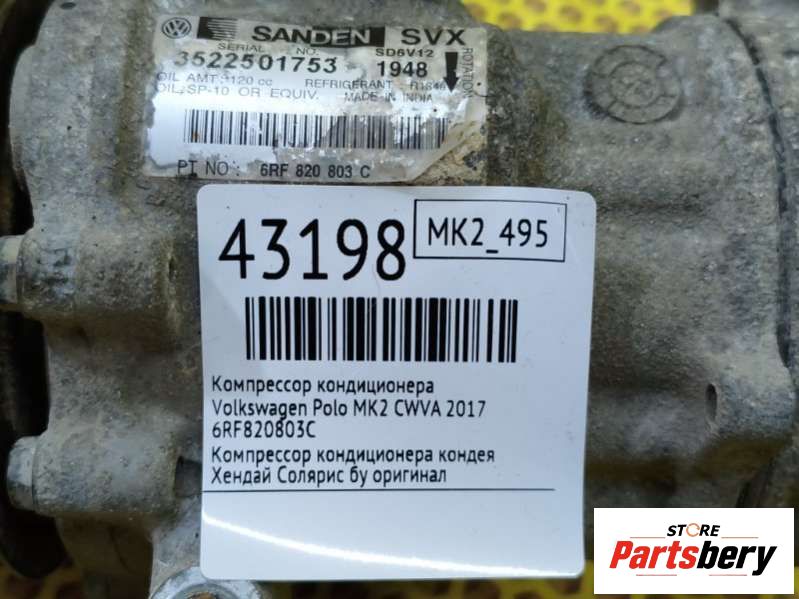 SANDEN SVX
SERIAL NO. SD6V12
3522501753 1948
OIL AMT: 120 cc REFRIGERANT: R134a
OIL: SP-10 OR EQUIV. MADE IN INDIA
ROTATION
PT NO: 6RF 820 803 C
43198
MK2_495
Компрессор кондиционера
Volkswagen Polo MK2 CWVA 2017
6RF820803C
Компрессор кондиционера кондея
Хендай Солярис бу оригинал
STORE
Partsbery